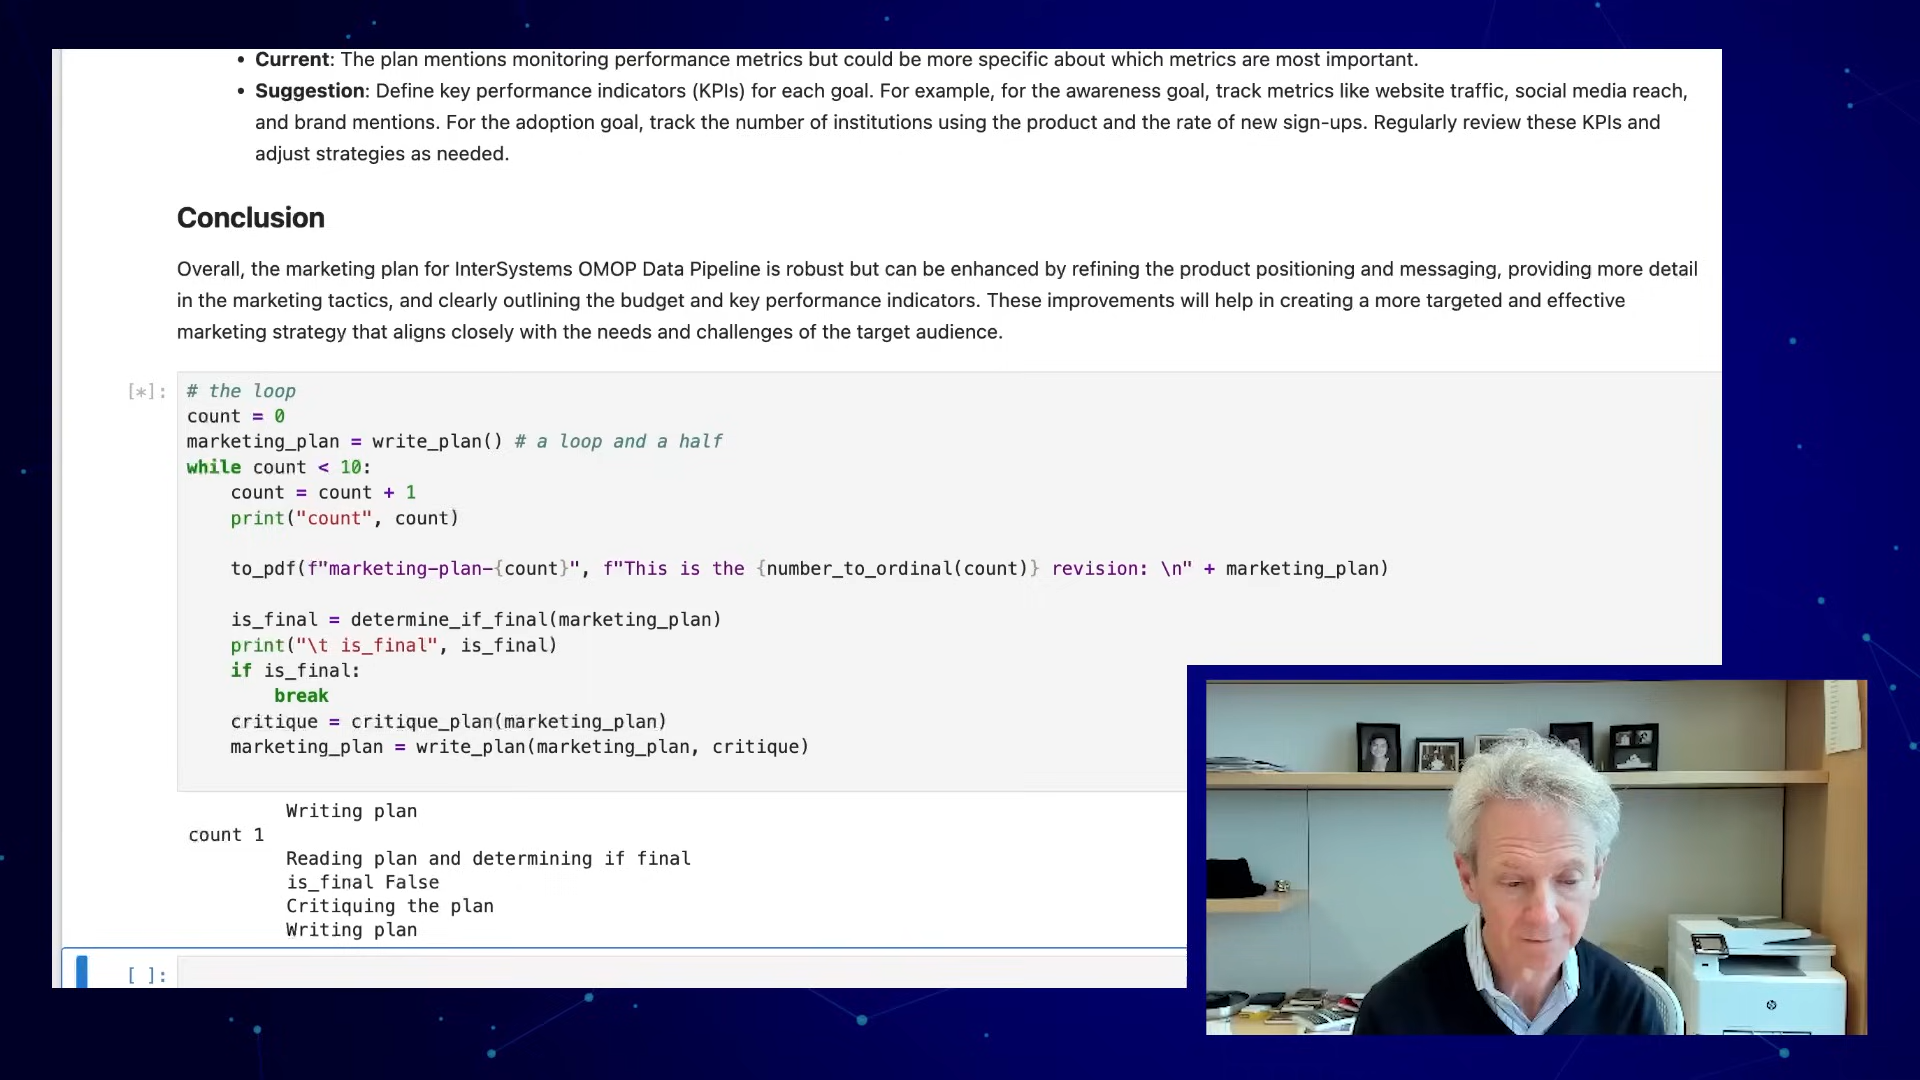 • Current: The plan mentions monitoring performance metrics but could be more specific about which metrics are most important.
• Suggestion: Define key performance indicators (KPIs) for each goal. For example, for the awareness goal, track metrics like website traffic, social media reach,
and brand mentions. For the adoption goal, track the number of institutions using the product and the rate of new sign-ups. Regularly review these KPIs and
adjust strategies as needed.
Conclusion
Overall, the marketing plan for InterSystems OMOP Data Pipeline is robust but can be enhanced by refining the product positioning and messaging, providing more detail
in the marketing tactics, and clearly outlining the budget and key performance indicators. These improvements will help in creating a more targeted and effective
marketing strategy that aligns closely with the needs and challenges of the target audience.
[*]: # the loop
count = 0
marketing_plan = write_plan() # a loop and a half
while count < 10:
    count = count + 1
    print("count", count)
    to_pdf(f"marketing-plan-{count}", f"This is the {number_to_ordinal(count)} revision: \n" + marketing_plan)
    is_final = determine_if_final(marketing_plan)
    print("\t is_final", is_final)
    if is_final:
        break
    critique = critique_plan(marketing_plan)
    marketing_plan = write_plan(marketing_plan, critique)
Writing plan
count 1
Reading plan and determining if final
is_final False
Critiquing the plan
Writing plan
[ ]: